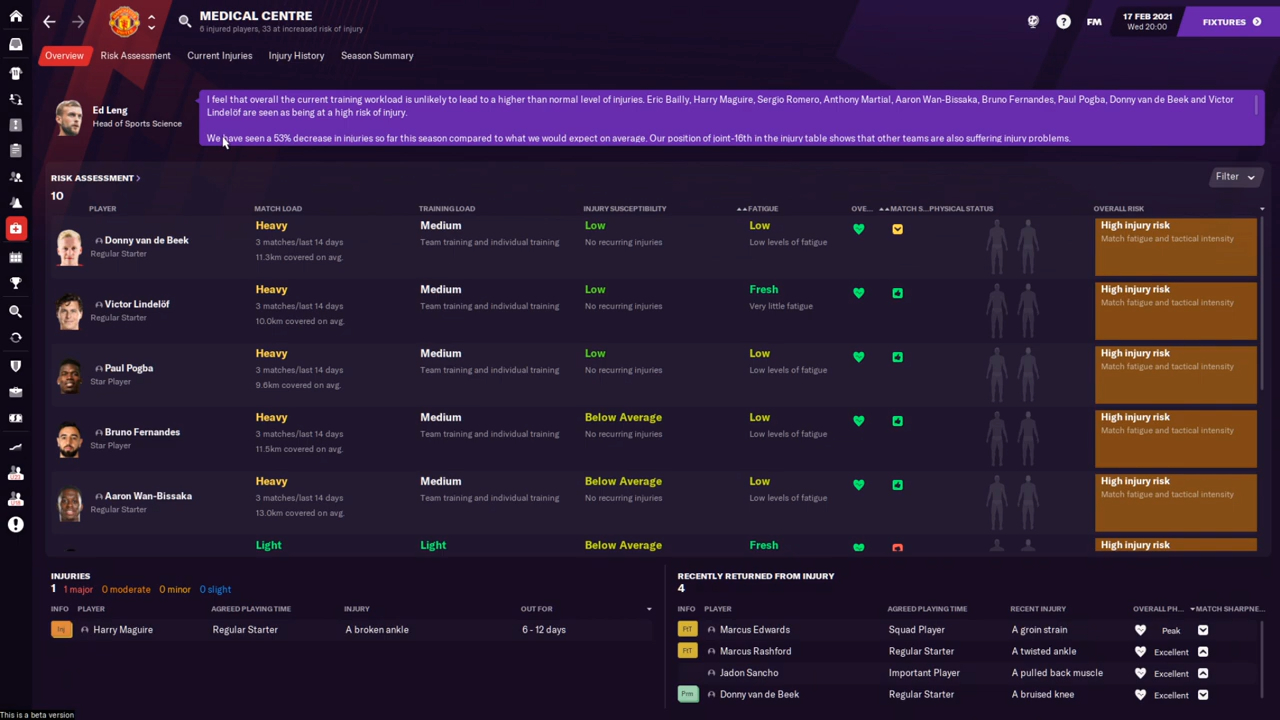 MEDICAL CENTRE
6 injured players, 33 at increased risk of injury
FM
17 FEB 2021
Wed 20:00
FIXTURES
Overview
Risk Assessment
Current Injuries
Injury History
Season Summary
Ed Leng
Head of Sports Science
I feel that overall the current training workload is unlikely to lead to a higher than normal level of injuries. Eric Bailly, Harry Maguire, Sergio Romero, Anthony Martial, Aaron Wan-Bissaka, Bruno Fernandes, Paul Pogba, Donny van de Beek and Victor
Lindelöf are seen as being at a high risk of injury.
We have seen a 53% decrease in injuries so far this season compared to what we would expect on average. Our position of joint-16th in the injury table shows that other teams are also suffering injury problems.
RISK ASSESSMENT >
10
Filter
PLAYER MATCH LOAD TRAINING LOAD INJURY SUSCEPTIBILITY FATIGUE OVE... MATCH S... PHYSICAL STATUS OVERALL RISK
Heavy Medium Low Low High injury risk
Donny van de Beek 3 matches/last 14 days Team training and individual training No recurring injuries Low levels of fatigue Match fatigue and tactical intensity
Regular Starter 11.3km covered on avg.
Heavy Medium Low Fresh High injury risk
Victor Lindelöf 3 matches/last 14 days Team training and individual training No recurring injuries Very little fatigue Match fatigue and tactical intensity
Regular Starter 10.0km covered on avg.
Heavy Medium Low Low High injury risk
Paul Pogba 3 matches/last 14 days Team training and individual training No recurring injuries Low levels of fatigue Match fatigue and tactical intensity
Star Player 9.6km covered on avg.
Heavy Medium Below Average Low High injury risk
Bruno Fernandes 3 matches/last 14 days Team training and individual training No recurring injuries Low levels of fatigue Match fatigue and tactical intensity
Star Player 11.5km covered on avg.
Heavy Medium Below Average Low High injury risk
Aaron Wan-Bissaka 3 matches/last 14 days Team training and individual training No recurring injuries Low levels of fatigue Match fatigue and tactical intensity
Regular Starter 13.0km covered on avg.
Light Light Below Average Fresh High injury risk
INJURIES
1 1 major 0 moderate 0 minor 0 slight
INFO PLAYER AGREED PLAYING TIME INJURY OUT FOR
Inj Harry Maguire Regular Starter A broken ankle 6 - 12 days
RECENTLY RETURNED FROM INJURY
4
INFO PLAYER AGREED PLAYING TIME RECENT INJURY OVERALL PH... MATCH SHARPNE...
FIT Marcus Edwards Squad Player A groin strain Peak
FIT Marcus Rashford Regular Starter A twisted ankle Excellent
Jadon Sancho Important Player A pulled back muscle Excellent
Prm Donny van de Beek Regular Starter A bruised knee Excellent
This is a beta version